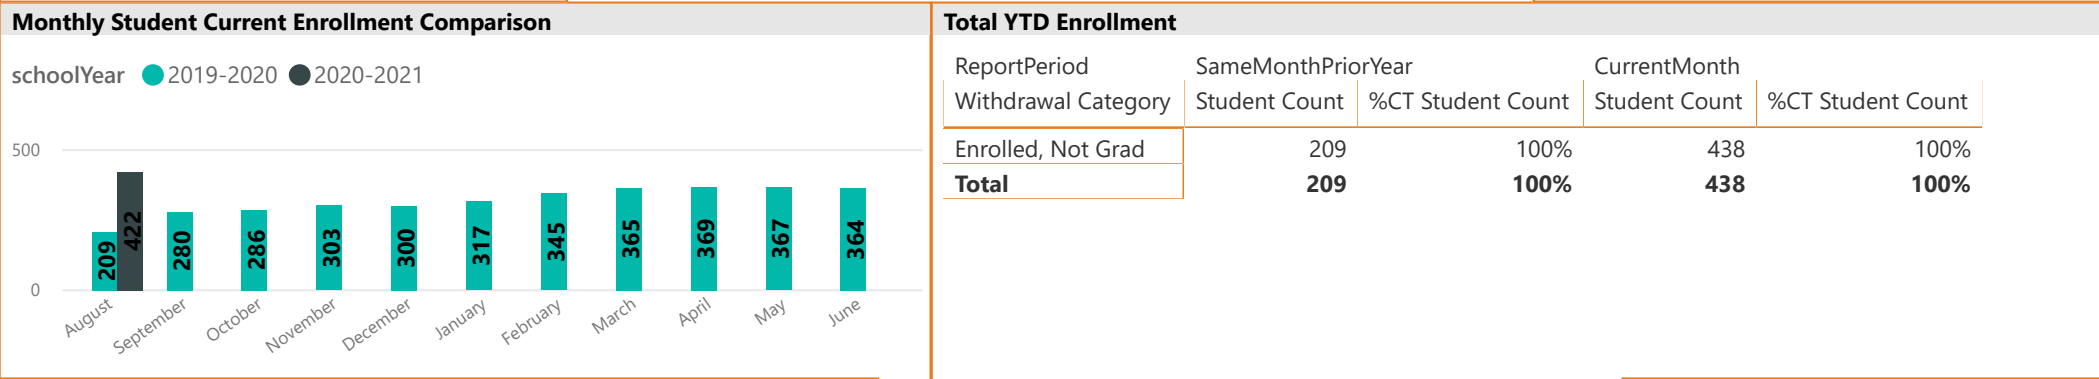 Monthly Student Current Enrollment Comparison
schoolYear 2019-2020 2020-2021
500
0
209
422
280
286
303
300
317
345
365
369
367
364
August
September
October
November
December
January
February
March
April
May
June
Total YTD Enrollment
ReportPeriod SameMonthPriorYear CurrentMonth
Withdrawal Category Student Count %CT Student Count Student Count %CT Student Count
Enrolled, Not Grad 209 100% 438 100%
Total 209 100% 438 100%